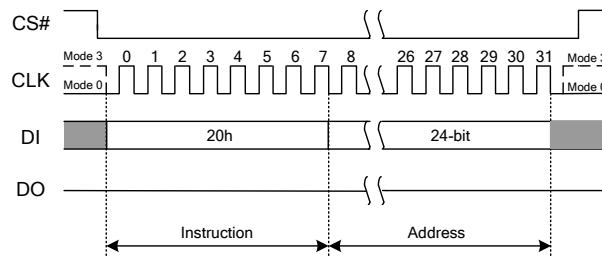 CS#
Mode 3 0 1 2 3 4 5 6 7 8 26 27 28 29 30 31 Mode 3
CLK
Mode 0 Mode 0
DI 20h 24-bit
DO
Instruction Address